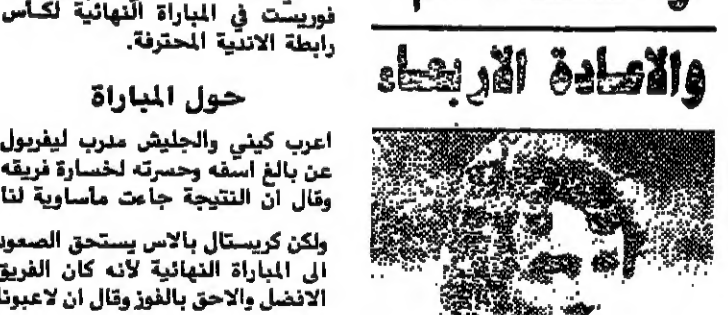 والاعادة الأربعاء
فوريست في المباراة النهائية لكأس
رابطة الاندية المحترفة.
حول المباراة
اعرب كيني والجليش مدرب ليفربول
عن بالغ اسفه وحسرته لخسارة فريقه
وقال ان النتيجة جاءت مأساوية لنا
ولكن كريستال بالاس يستحق الصعود
الى المباراة النهائية لأنه كان الفريق
الافضل والاحق بالفوز وقال ان لاعبونا